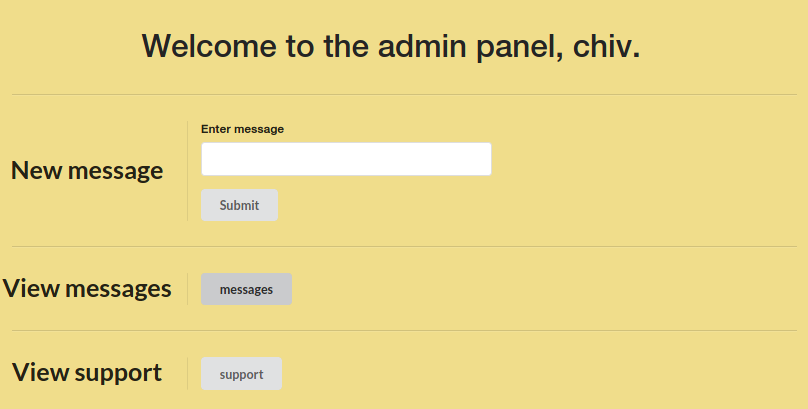 Welcome to the admin panel, chiv.
Enter message
New message
Submit
View messages
messages
View support
support